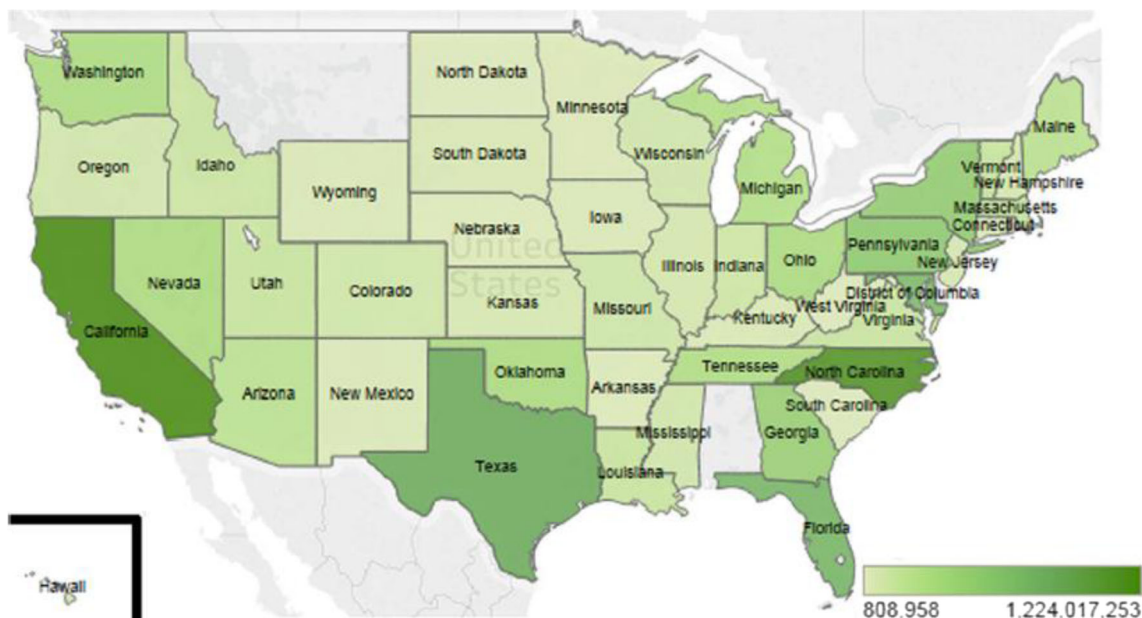 Washington
North Dakota
Minnesota
Maine
Oregon
Idaho
South Dakota
Wisconsin
Vermont
New Hampshire
Wyoming
Michigan
Massachusetts
Connecticut
Nebraska
Iowa
Pennsylvania
New Jersey
United
States
Nevada
Utah
Colorado
Kansas
Illinois
Indiana
Ohio
District of Columbia
West Virginia
Virginia
California
Missouri
Kentucky
Arizona
New Mexico
Oklahoma
Arkansas
Tennessee
North Carolina
South Carolina
Texas
Louisiana
Mississippi
Georgia
Florida
Hawaii
808,958
1,224,017,253